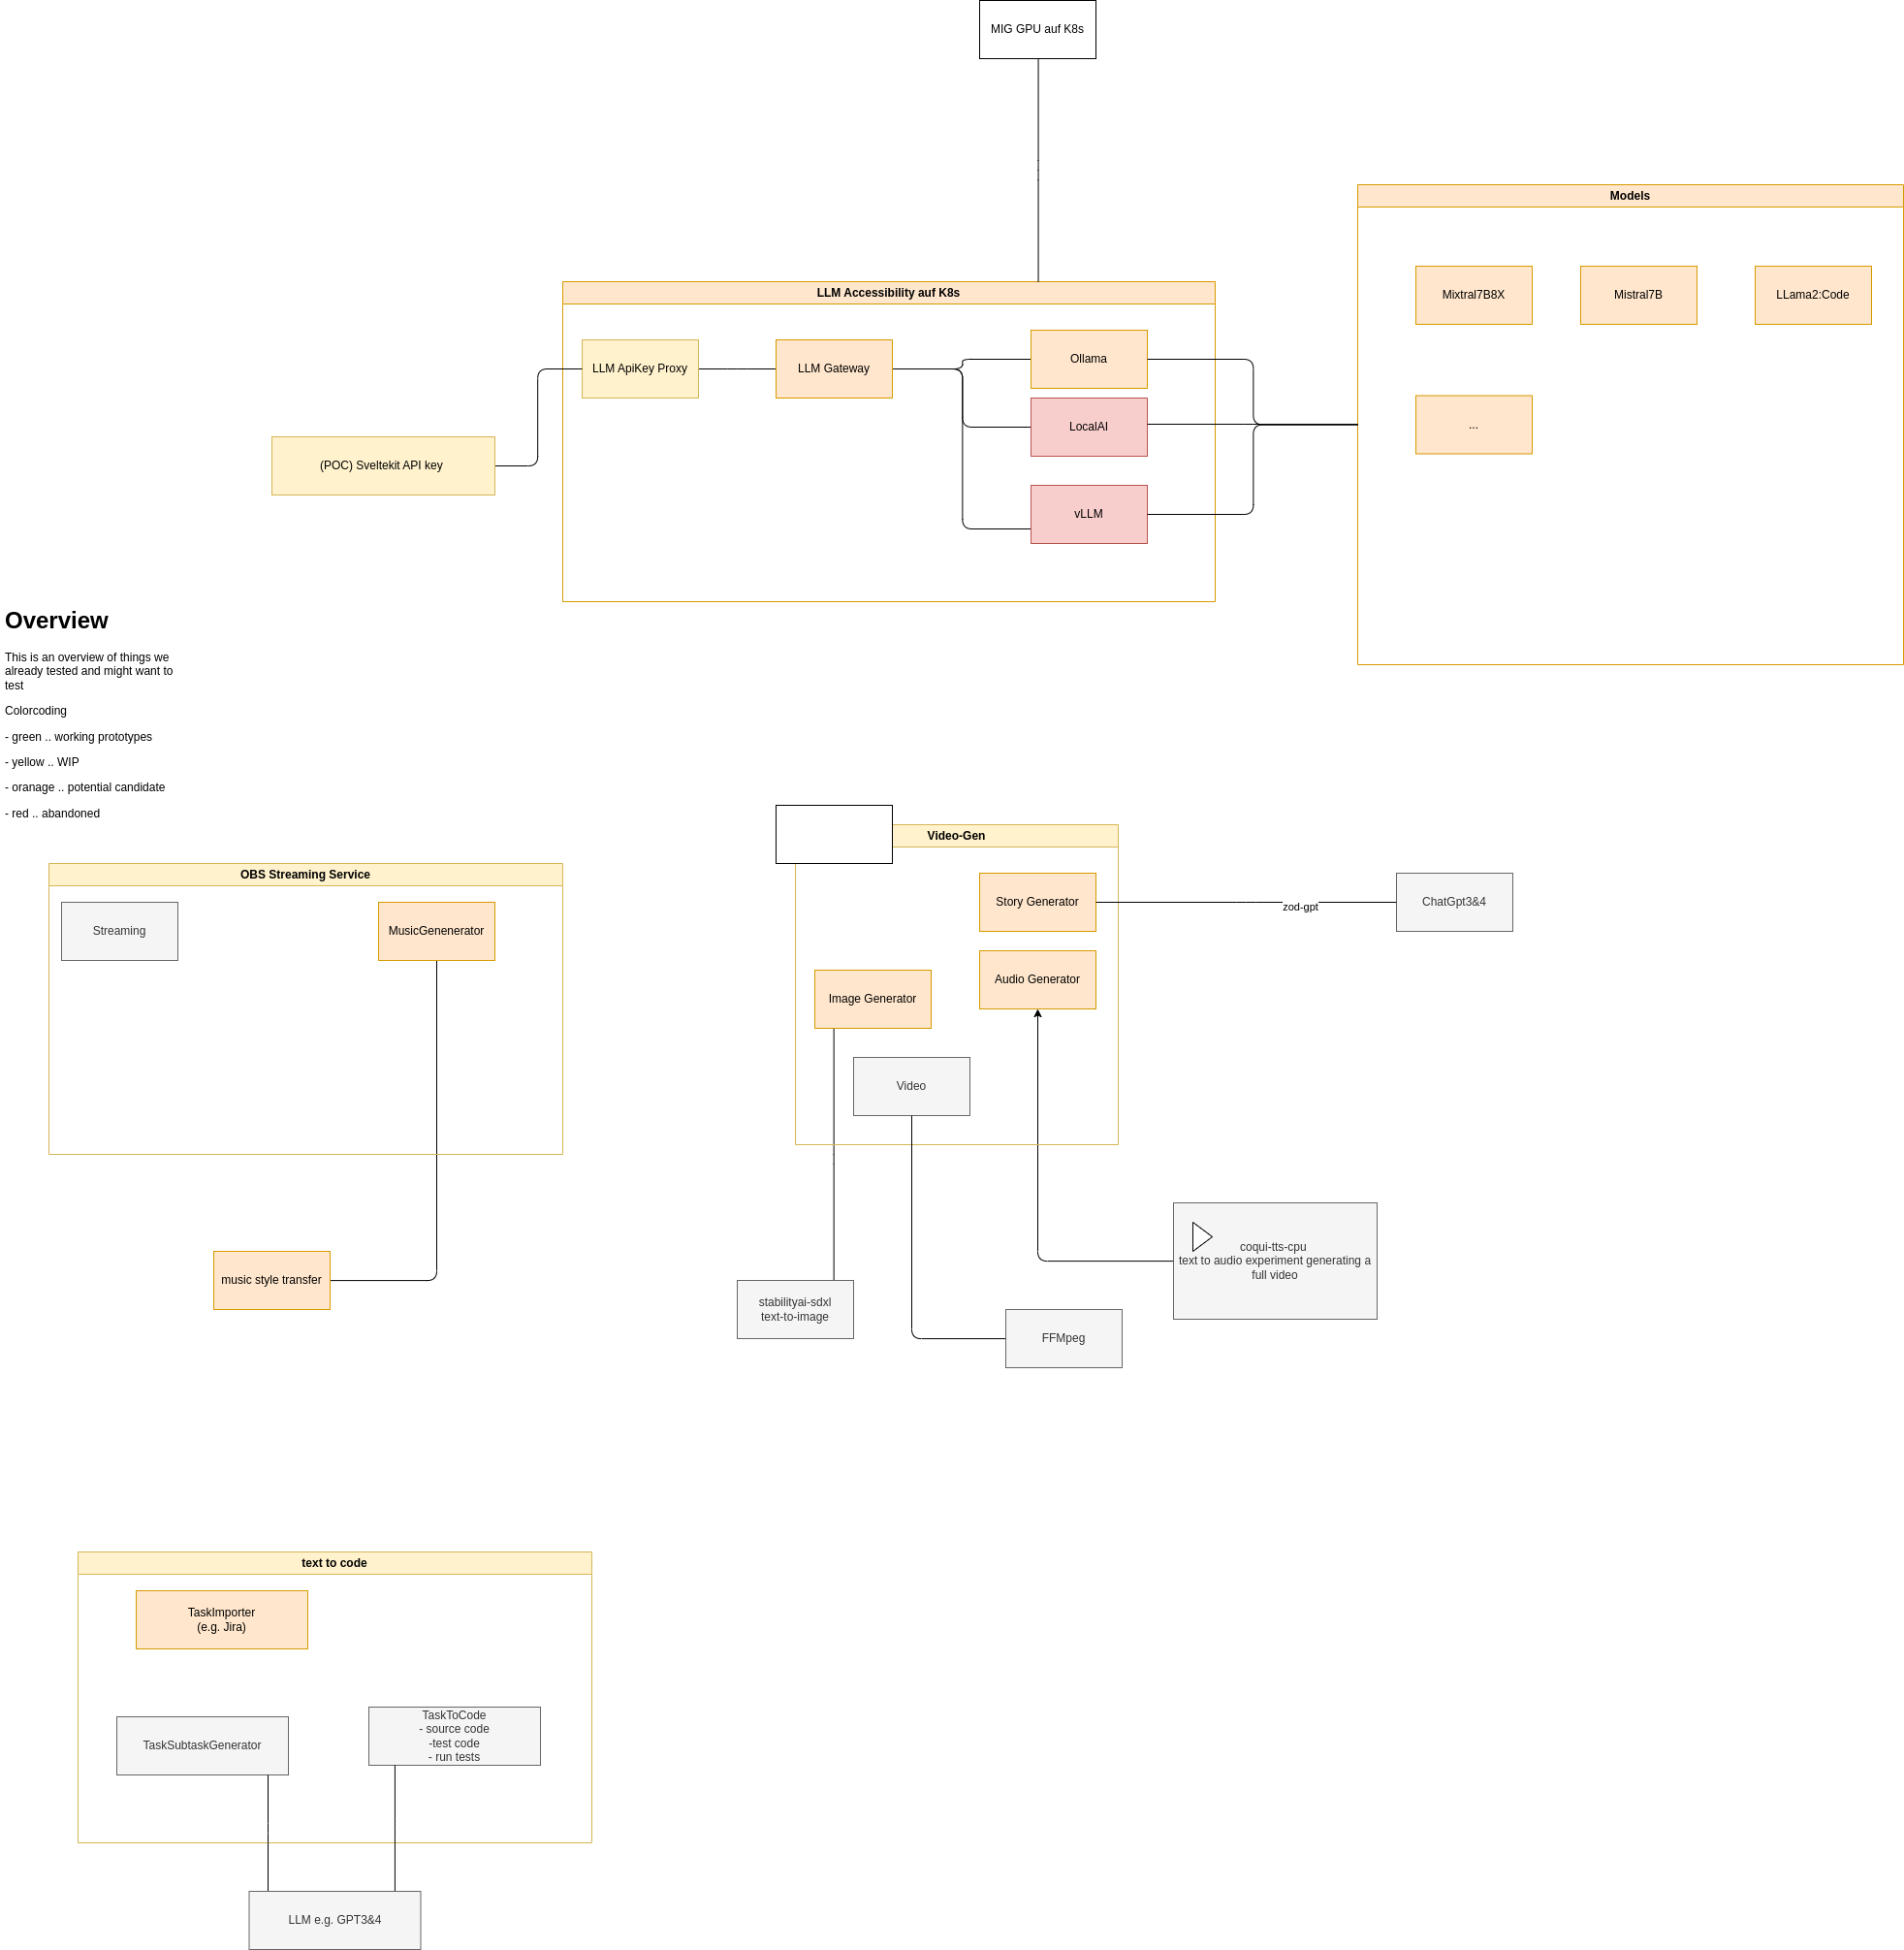 MIG GPU auf K8s
Models
Mixtral7B8X
Mistral7B
LLama2:Code
...
LLM Accessibility auf K8s
LLM ApiKey Proxy
LLM Gateway
Ollama
LocalAI
vLLM
(POC) Sveltekit API key
Overview
This is an overview of things we
already tested and might want to
test
Colorcoding
- green .. working prototypes
- yellow .. WIP
- oranage .. potential candidate
- red .. abandoned
OBS Streaming Service
Streaming
MusicGenenerator
music style transfer
Video-Gen
Story Generator
zod-gpt
ChatGpt3&4
Audio Generator
Image Generator
Video
coqui-tts-cpu
text to audio experiment generating a
full video
stabilityai-sdxl
text-to-image
FFMpeg
text to code
TaskImporter
(e.g. Jira)
TaskSubtaskGenerator
TaskToCode
- source code
-test code
- run tests
LLM e.g. GPT3&4